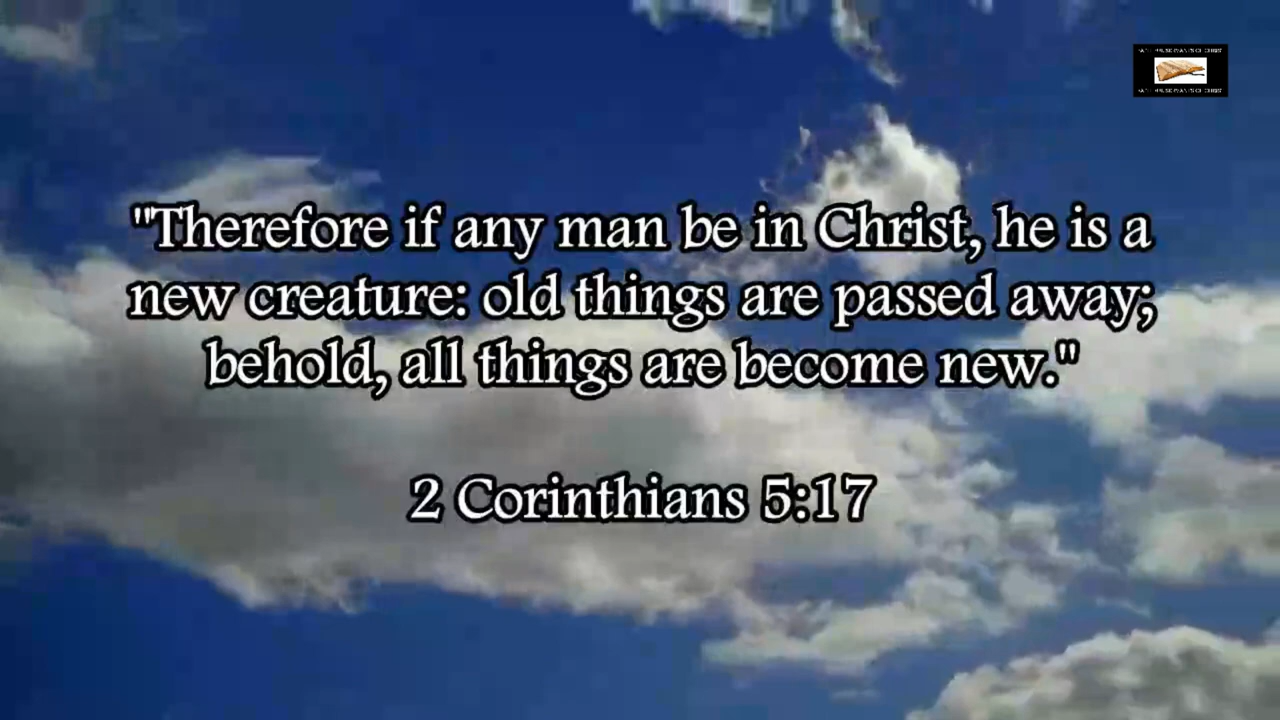 "Therefore if any man be in Christ, he is a
new creature: old things are passed away;
behold, all things are become new."
2 Corinthians 5:17